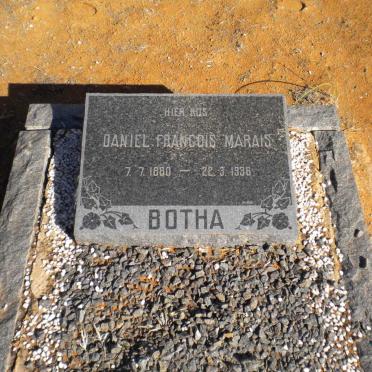 HIER RUS
DANIEL FRANCOIS MARAIS
7. 7. 1880 — 22. 3. 1936
BOTHA